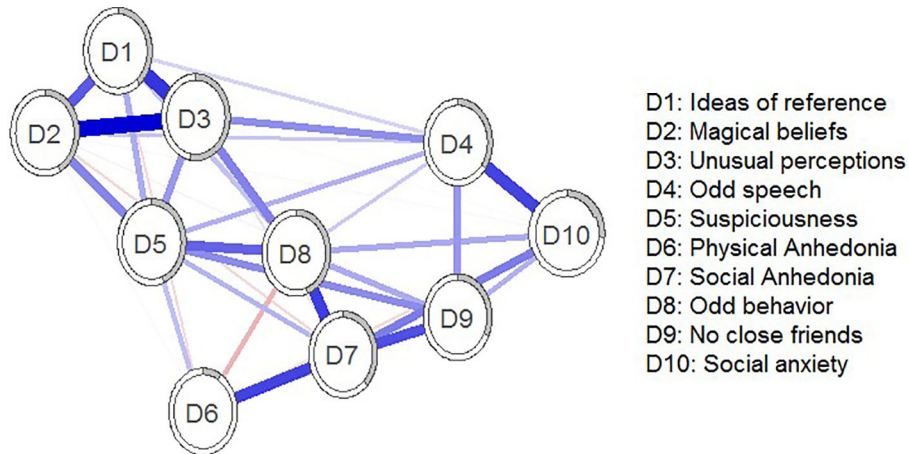 D1
D2
D3
D4
D5
D8
D10
D9
D7
D6
D1: Ideas of reference
D2: Magical beliefs
D3: Unusual perceptions
D4: Odd speech
D5: Suspiciousness
D6: Physical Anhedonia
D7: Social Anhedonia
D8: Odd behavior
D9: No close friends
D10: Social anxiety